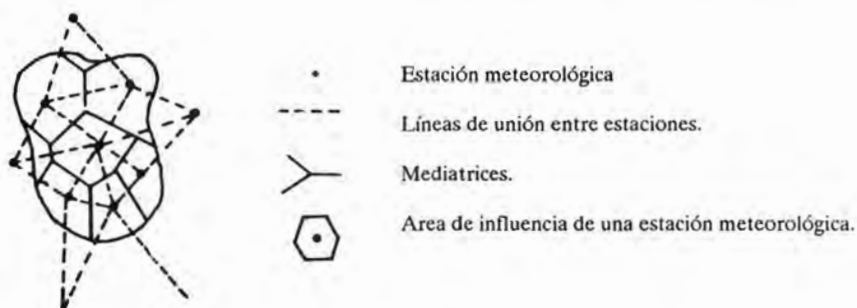 Estación meteorológica
Líneas de unión entre estaciones.
Mediatrices.
Area de influencia de una estación meteorológica.